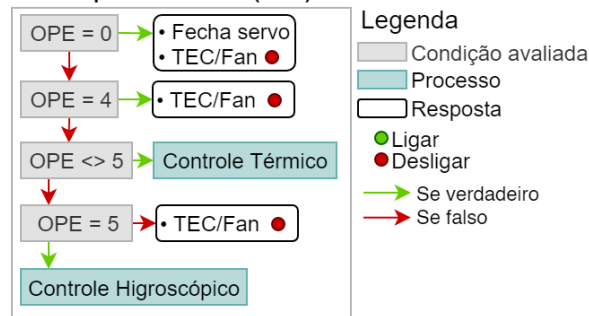 OPE = 0
• Fecha servo
• TEC/Fan
OPE = 4
• TEC/Fan
OPE <> 5
Controle Térmico
OPE = 5
• TEC/Fan
Controle Higroscópico
Legenda
Condição avaliada
Processo
Resposta
Ligar
Desligar
Se verdadeiro
Se falso